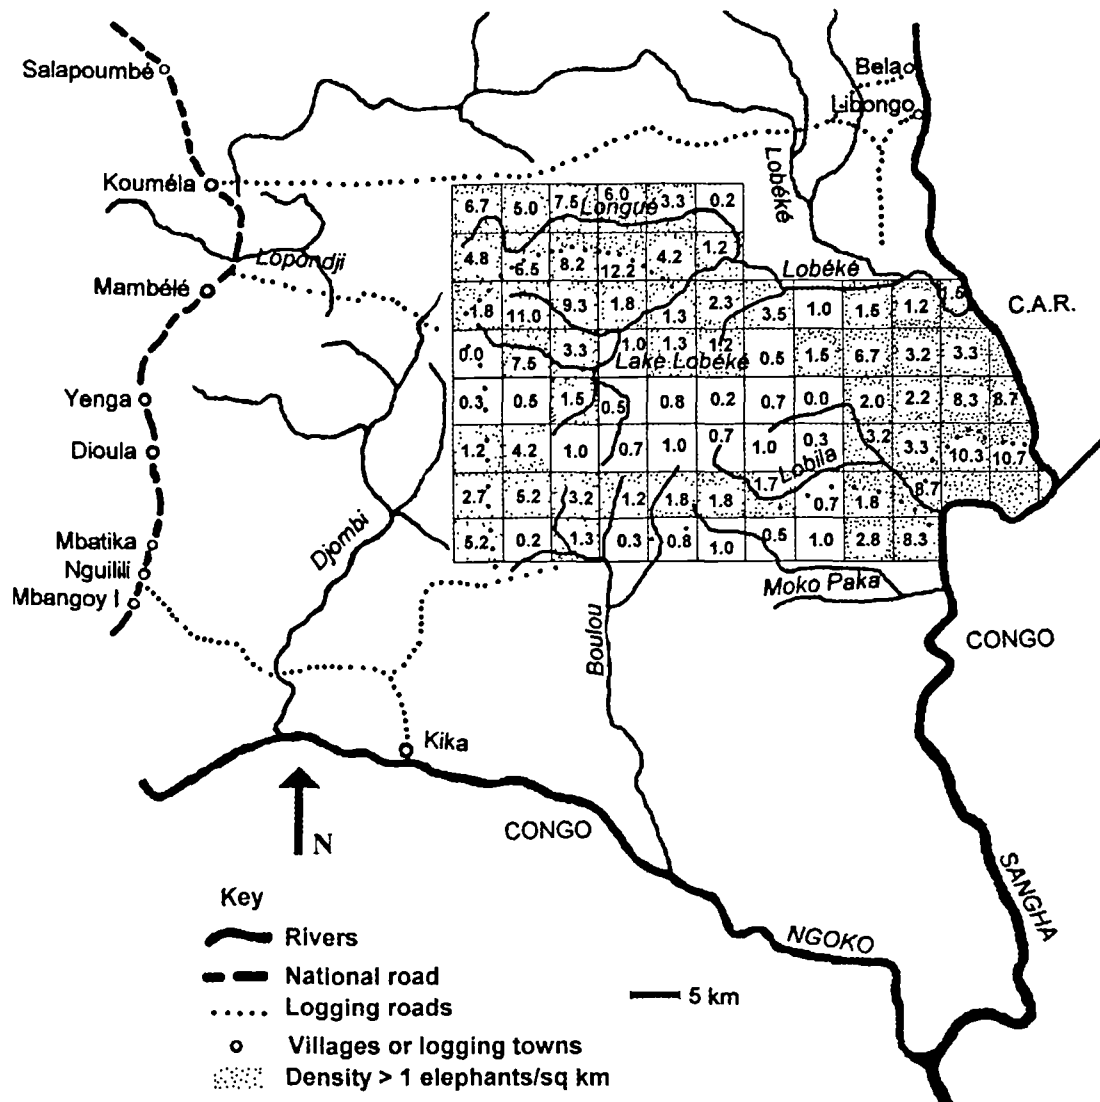 Salapoumbé
Bela
Libongo
Kouméla
Lobéké
6.7 5.0 7.5 6.0 3.3 0.2
Longué
Lopondji
4.8 6.5 8.2 12.2 4.2 1.2
Lobéké
Mambélé
1.8 11.0 9.3 1.8 1.3 2.3 3.5 1.0 1.5 1.2 1.5
C.A.R.
0.0 7.5 3.3 1.0 1.3 1.2 0.5 1.5 6.7 3.2 3.3
Lake Lobéké
Yenga
0.3 0.5 1.5 0.5 0.8 0.2 0.7 0.0 2.0 2.2 8.3 8.7
Dioula
1.2 4.2 1.0 0.7 1.0 0.7 1.0 0.3 3.2 3.3 10.3 10.7
Lobila
2.7 5.2 3.2 1.2 1.8 1.8 1.7 0.7 1.8 8.7
Djombi
Mbatika
5.2 0.2 1.3 0.3 0.8 1.0 0.5 1.0 2.8 8.3
Nguilili
Mbangoy I
Moko Paka
Boulou
CONGO
Kika
N
CONGO
SANGHA
NGOKO
Key
Rivers
National road
Logging roads
Villages or logging towns
Density > 1 elephants/sq km
5 km